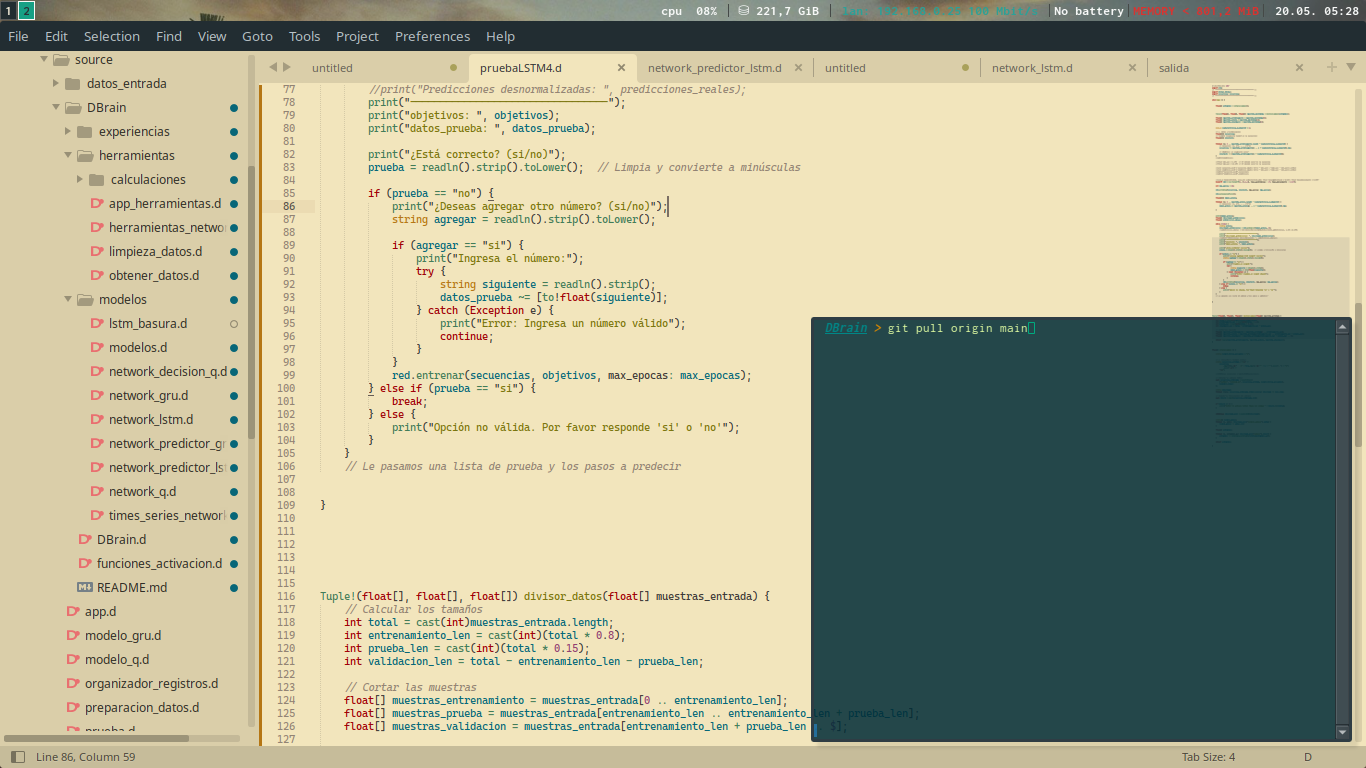 1 2 cpu 08% 221,7 GiB No battery 20.05. 05:28
File Edit Selection Find View Goto Tools Project Preferences Help
source
datos_entrada
DBrain
experiencias
herramientas
calculaciones
app_herramientas.d
herramientas_networ
limpieza_datos.d
obtener_datos.d
modelos
lstm_basura.d
modelos.d
network_decision_q.d
network_gru.d
network_lstm.d
network_predictor_gr
network_predictor_ls
network_q.d
times_series_networ
DBrain.d
funciones_activacion.d
README.md
app.d
modelo_gru.d
modelo_q.d
organizador_registros.d
preparacion_datos.d
prueba.d
untitled pruebaLSTM4.d network_predictor_lstm.d untitled network_lstm.d salida
77 //print("Predicciones desnormalizadas: ", predicciones_reales);
78 print("─────────────────────────────────");
79 print("objetivos: ", objetivos);
80 print("datos_prueba: ", datos_prueba);
81
82 print("¿Está correcto? (si/no)");
83 prueba = readln().strip().toLower();  // Limpia y convierte a minúsculas
84
85 if (prueba == "no") {
86 print("¿Deseas agregar otro número? (si/no)");
87 string agregar = readln().strip().toLower();
88
89 if (agregar == "si") {
90 print("Ingresa el número:");
91 try {
92 string siguiente = readln().strip();
93 datos_prueba ~= [to!float(siguiente)];
94 } catch (Exception e) {
95 print("Error: Ingresa un número válido");
96 continue;
97 }
98 }
99 red.entrenar(secuencias, objetivos, max_epocas: max_epocas);
100 } else if (prueba == "si") {
101 break;
102 } else {
103 print("Opción no válida. Por favor responde 'si' o 'no'");
104 }
105 }
106 // Le pasamos una lista de prueba y los pasos a predecir
107
108
109 }
110
111
112
113
114
115
116 Tuple!(float[], float[], float[]) divisor_datos(float[] muestras_entrada) {
117 // Calcular los tamaños
118 int total = cast(int)muestras_entrada.length;
119 int entrenamiento_len = cast(int)(total * 0.8);
120 int prueba_len = cast(int)(total * 0.15);
121 int validacion_len = total - entrenamiento_len - prueba_len;
122
123 // Cortar las muestras
124 float[] muestras_entrenamiento = muestras_entrada[0 .. entrenamiento_len];
125 float[] muestras_prueba = muestras_entrada[entrenamiento_len .. entrenamiento_len + prueba_len];
126 float[] muestras_validacion = muestras_entrada[entrenamiento_len + prueba_len .. $];
127
DBrain > git pull origin main
Line 86, Column 59 Tab Size: 4 D